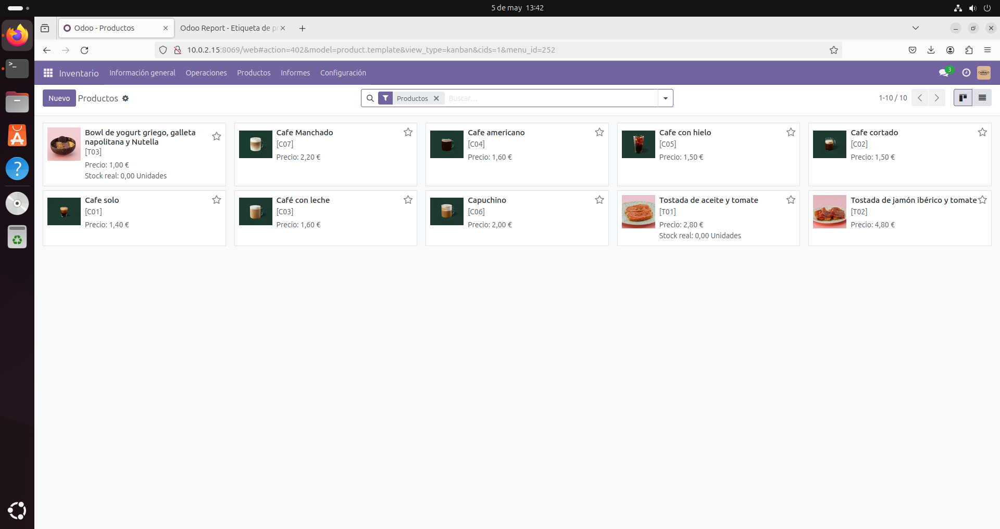 5 de may 13:42
Odoo - Productos
Odoo Report - Etiqueta de p
10.0.2.15:8069/web#action=402&model=product.template&view_type=kanban&cids=1&menu_id=252
Inventario
Información general
Operaciones
Productos
Informes
Configuración
3
Nuevo
Productos
Productos
Buscar...
1-10 / 10
Bowl de yogurt griego, galleta
napolitana y Nutella
[T03]
Precio: 1,00 €
Stock real: 0,00 Unidades
Cafe Manchado
[C07]
Precio: 2,20 €
Cafe americano
[C04]
Precio: 1,60 €
Cafe con hielo
[C05]
Precio: 1,50 €
Cafe cortado
[C02]
Precio: 1,50 €
Cafe solo
[C01]
Precio: 1,40 €
Café con leche
[C03]
Precio: 1,60 €
Capuchino
[C06]
Precio: 2,00 €
Tostada de aceite y tomate
[T01]
Precio: 2,80 €
Stock real: 0,00 Unidades
Tostada de jamón ibérico y tomate
[T02]
Precio: 4,80 €